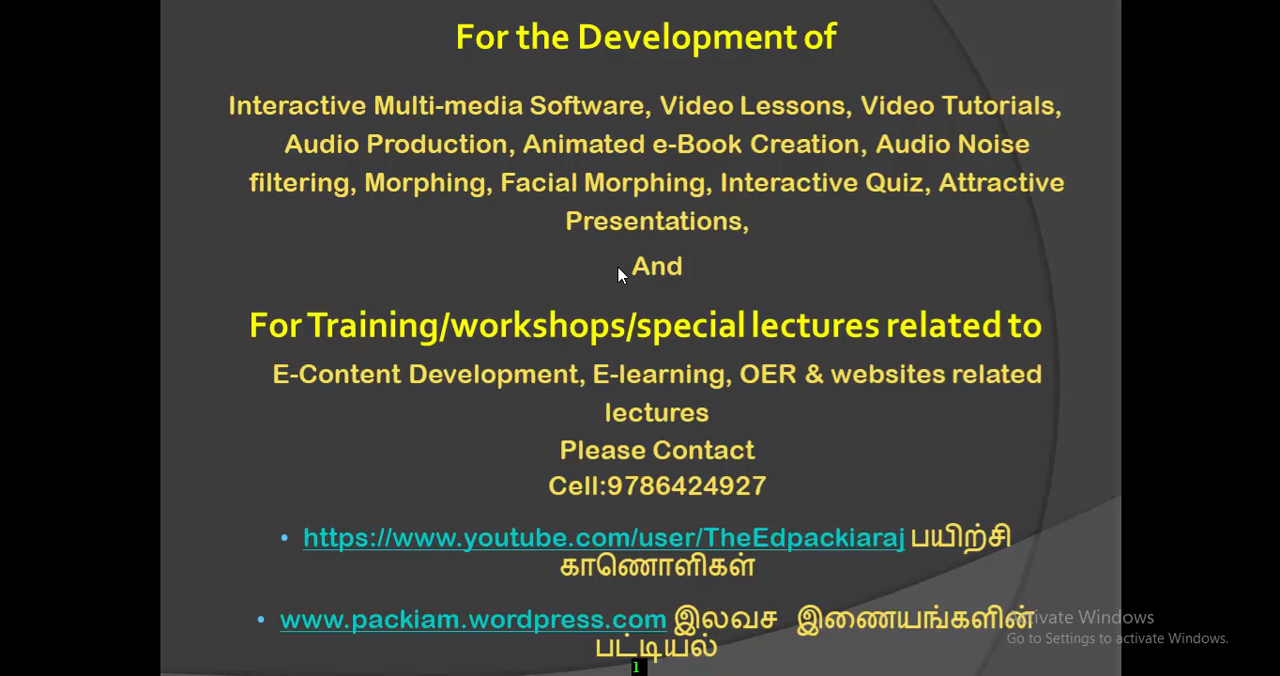 For the Development of
Interactive Multi-media Software, Video Lessons, Video Tutorials,
Audio Production, Animated e-Book Creation, Audio Noise
filtering, Morphing, Facial Morphing, Interactive Quiz, Attractive
Presentations,
And
For Training/workshops/special lectures related to
E-Content Development, E-learning, OER & websites related
lectures
Please Contact
Cell:9786424927
• https://www.youtube.com/user/TheEdpackiaraj பயிற்சி
காணொளிகள்
• www.packiam.wordpress.com இலவச இணையங்களின்
பட்டியல்
Activate Windows
Go to Settings to activate Windows.
1